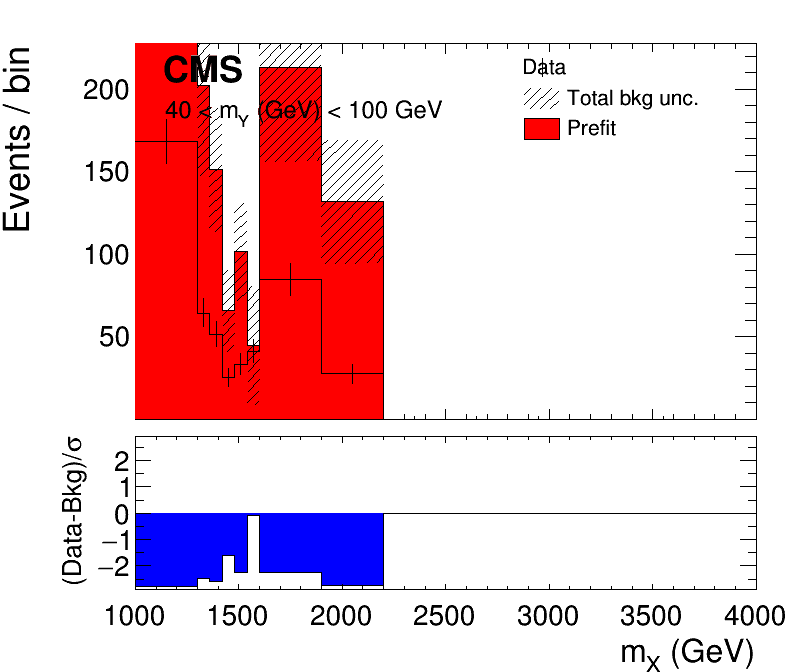 Events / bin
200
150
100
50
CMS
40 < m_Y (GeV) < 100 GeV
Data
Total bkg unc.
Prefit
(Data-Bkg)/σ
2
1
0
−1
−2
1000 1500 2000 2500 3000 3500 4000
m_X (GeV)